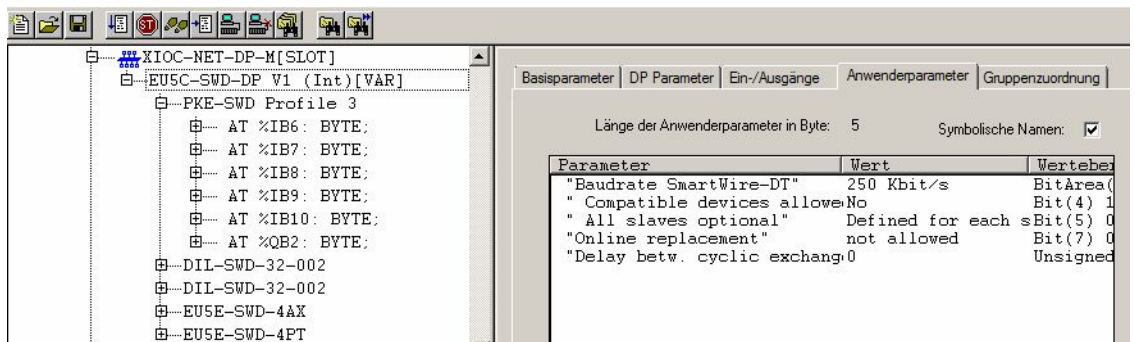 ST
XIOC-NET-DP-M[SLOT]
EU5C-SWD-DP V1 (Int)[VAR]
PKE-SWD Profile 3
AT %IB6: BYTE;
AT %IB7: BYTE;
AT %IB8: BYTE;
AT %IB9: BYTE;
AT %IB10: BYTE;
AT %QB2: BYTE;
DIL-SWD-32-002
DIL-SWD-32-002
EU5E-SWD-4AX
EU5E-SWD-4PT
Basisparameter DP Parameter Ein-/Ausgänge Anwenderparameter Gruppenzuordnung
Länge der Anwenderparameter in Byte: 5 Symbolische Namen:
Parameter Wert Wertebei
"Baudrate SmartWire-DT" 250 Kbit/s BitArea(
" Compatible devices allowe No Bit(4) 1
" All slaves optional" Defined for each s Bit(5) 0
"Online replacement" not allowed Bit(7) 0
"Delay betw. cyclic exchang 0 Unsigned